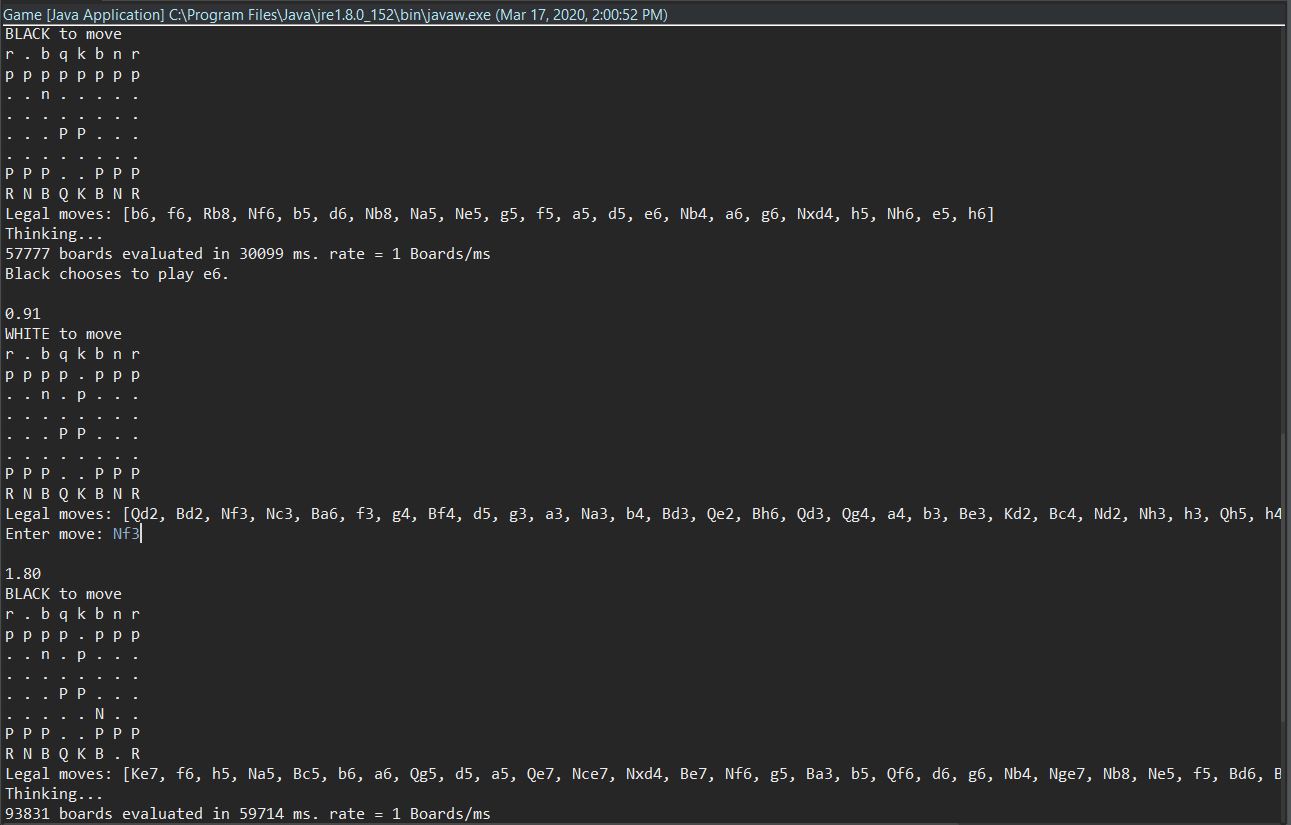 Game [Java Application] C:\Program Files\Java\jre1.8.0_152\bin\javaw.exe (Mar 17, 2020, 2:00:52 PM)
BLACK to move
r . b q k b n r
p p p p p p p p
. . n . . . . .
. . . . . . . .
. . . P P . . .
. . . . . . . .
P P P . . P P P
R N B Q K B N R
Legal moves: [b6, f6, Rb8, Nf6, b5, d6, Nb8, Na5, Ne5, g5, f5, a5, d5, e6, Nb4, a6, g6, Nxd4, h5, Nh6, e5, h6]
Thinking...
57777 boards evaluated in 30099 ms. rate = 1 Boards/ms
Black chooses to play e6.
0.91
WHITE to move
r . b q k b n r
p p p p . p p p
. . n . p . . .
. . . . . . . .
. . . P P . . .
. . . . . . . .
P P P . . P P P
R N B Q K B N R
Legal moves: [Qd2, Bd2, Nf3, Nc3, Ba6, f3, g4, Bf4, d5, g3, a3, Na3, b4, Bd3, Qe2, Bh6, Qd3, Qg4, a4, b3, Be3, Kd2, Bc4, Nd2, Nh3, h3, Qh5, h4
Enter move: Nf3
1.80
BLACK to move
r . b q k b n r
p p p p . p p p
. . n . p . . .
. . . . . . . .
. . . P P . . .
. . . . . N . .
P P P . . P P P
R N B Q K B . R
Legal moves: [Ke7, f6, h5, Na5, Bc5, b6, a6, Qg5, d5, a5, Qe7, Nce7, Nxd4, Be7, Nf6, g5, Ba3, b5, Qf6, d6, g6, Nb4, Nge7, Nb8, Ne5, f5, Bd6, B
Thinking...
93831 boards evaluated in 59714 ms. rate = 1 Boards/ms